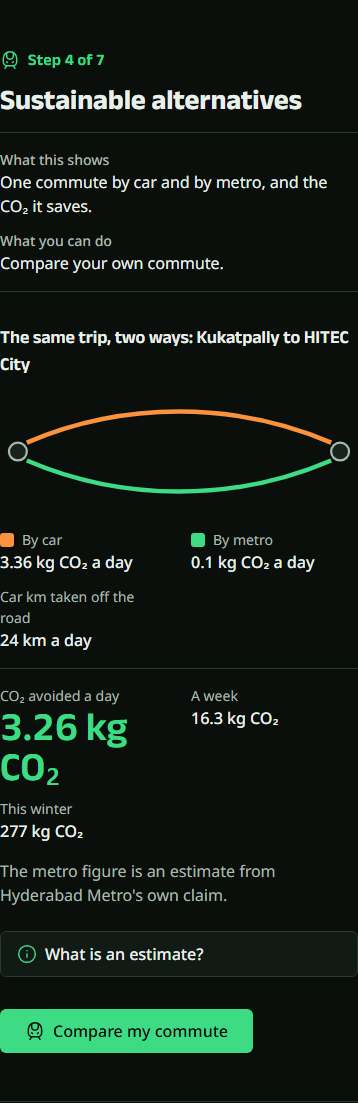 Step 4 of 7
Sustainable alternatives
What this shows
One commute by car and by metro, and the
CO₂ it saves.
What you can do
Compare your own commute.
The same trip, two ways: Kukatpally to HITEC
City
By car
3.36 kg CO₂ a day
By metro
0.1 kg CO₂ a day
Car km taken off the
road
24 km a day
CO₂ avoided a day
3.26 kg
CO₂
A week
16.3 kg CO₂
This winter
277 kg CO₂
The metro figure is an estimate from
Hyderabad Metro's own claim.
What is an estimate?
Compare my commute